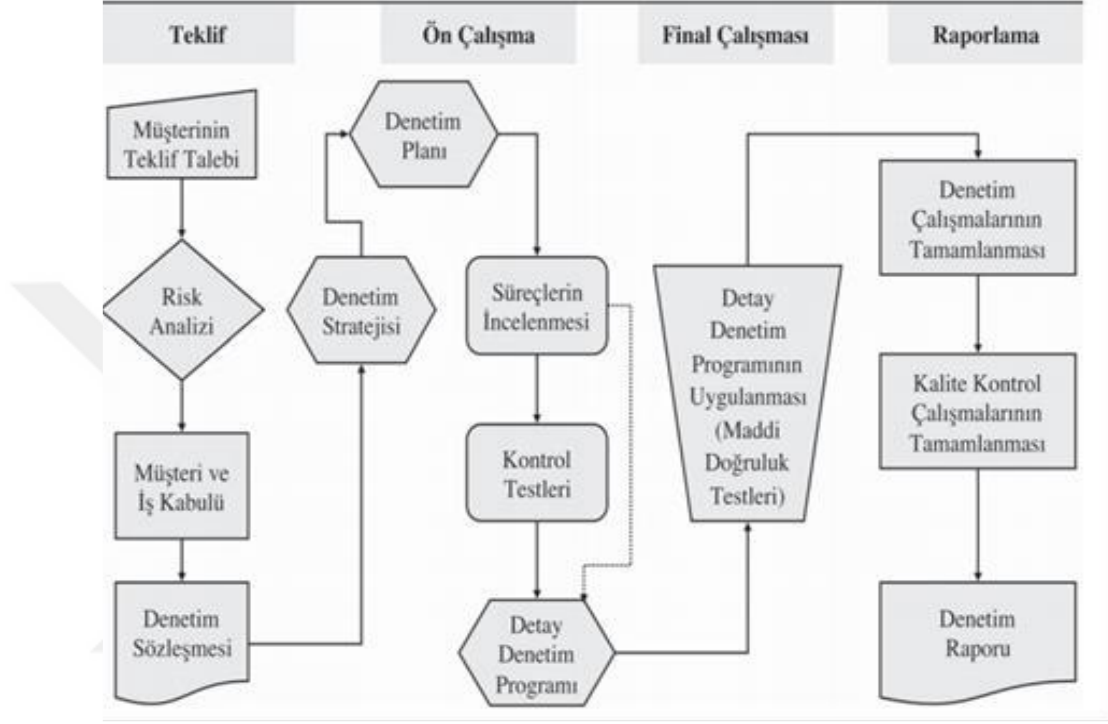 Teklif
Ön Çalışma
Final Çalışması
Raporlama
Müşterinin
Teklif Talebi
Risk
Analizi
Müşteri ve
İş Kabulü
Denetim
Sözleşmesi
Denetim
Stratejisi
Denetim
Planı
Süreçlerin
İncelenmesi
Kontrol
Testleri
Detay
Denetim
Programı
Detay
Denetim
Programının
Uygulanması
(Maddi
Doğruluk
Testleri)
Denetim
Çalışmalarının
Tamamlanması
Kalite Kontrol
Çalışmalarının
Tamamlanması
Denetim
Raporu